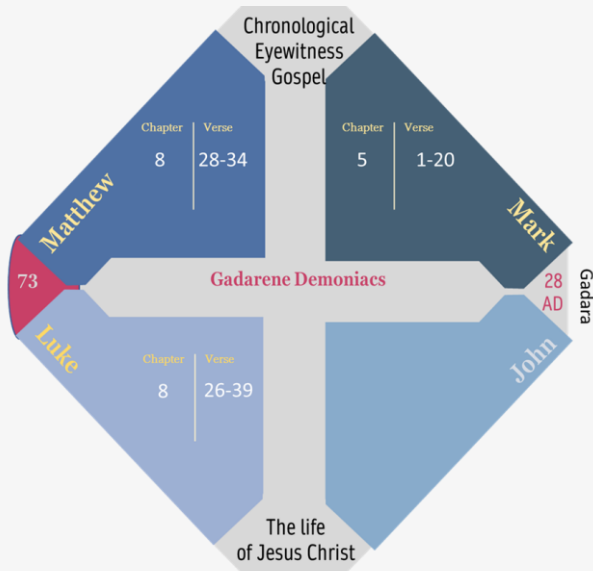 Chronological
Eyewitness
Gospel
Chapter Verse
8 28-34
Matthew
Chapter Verse
5 1-20
Mark
73
Gadarene Demoniacs
28
AD
Gadara
Luke
Chapter Verse
8 26-39
John
The life
of Jesus Christ